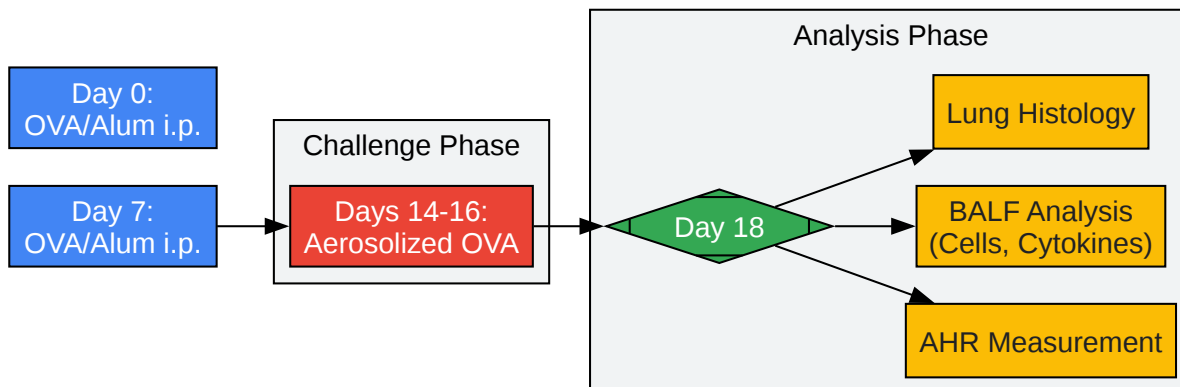 Day 0:
OVA/Alum i.p.
Day 7:
OVA/Alum i.p.
Challenge Phase
Days 14-16:
Aerosolized OVA
Analysis Phase
Day 18
Lung Histology
BALF Analysis
(Cells, Cytokines)
AHR Measurement